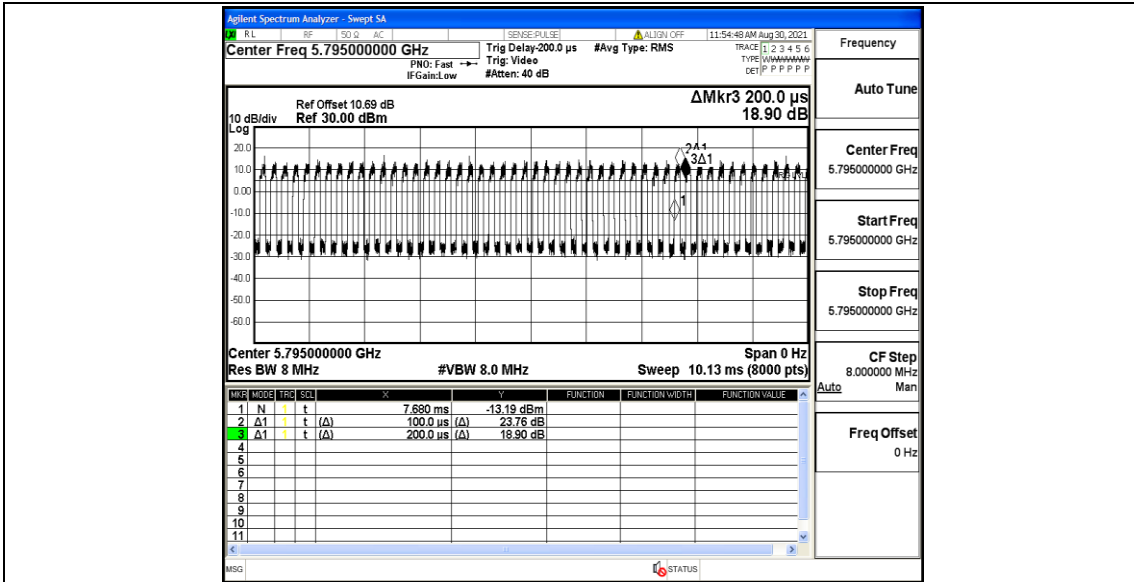 Agilent Spectrum Analyzer - Swept SA
RL RF 50 Ω AC SENSE:PULSE ALIGN OFF 11:54:48 AM Aug 30, 2021
Center Freq 5.795000000 GHz
PNO: Fast
IFGain:Low
Trig Delay-200.0 µs
Trig: Video
#Atten: 40 dB
#Avg Type: RMS
TRACE 1 2 3 4 5 6
TYPE
DET P P P P P P
Ref Offset 10.69 dB
10 dB/div Ref 30.00 dBm
Log
ΔMkr3 200.0 µs
18.90 dB
20.0
10.0
0.00
-10.0
-20.0
-30.0
-40.0
-50.0
-60.0
2Δ1
3Δ1
1
Center 5.795000000 GHz Span 0 Hz
Res BW 8 MHz #VBW 8.0 MHz Sweep 10.13 ms (8000 pts)
MKR MODE TRC SCL X Y FUNCTION FUNCTION WIDTH FUNCTION VALUE
1 N 1 t 7.680 ms -13.19 dBm
2 Δ1 1 t (Δ) 100.0 µs (Δ) 23.76 dB
3 Δ1 1 t (Δ) 200.0 µs (Δ) 18.90 dB
4
5
6
7
8
9
10
11
MSG STATUS
Frequency
Auto Tune
Center Freq
5.795000000 GHz
Start Freq
5.795000000 GHz
Stop Freq
5.795000000 GHz
CF Step
8.000000 MHz
Auto Man
Freq Offset
0 Hz